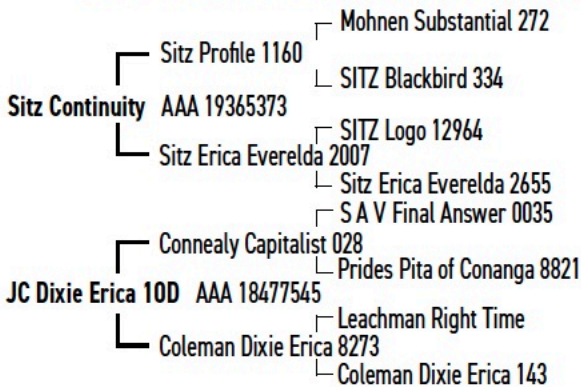 Mohnen Substantial 272
Sitz Profile 1160
SITZ Blackbird 334
Sitz Continuity AAA 19365373
SITZ Logo 12964
Sitz Erica Everelda 2007
Sitz Erica Everelda 2655
S A V Final Answer 0035
Connealy Capitalist 028
Prides Pita of Conanga 8821
JC Dixie Erica 10D AAA 18477545
Leachman Right Time
Coleman Dixie Erica 8273
Coleman Dixie Erica 143